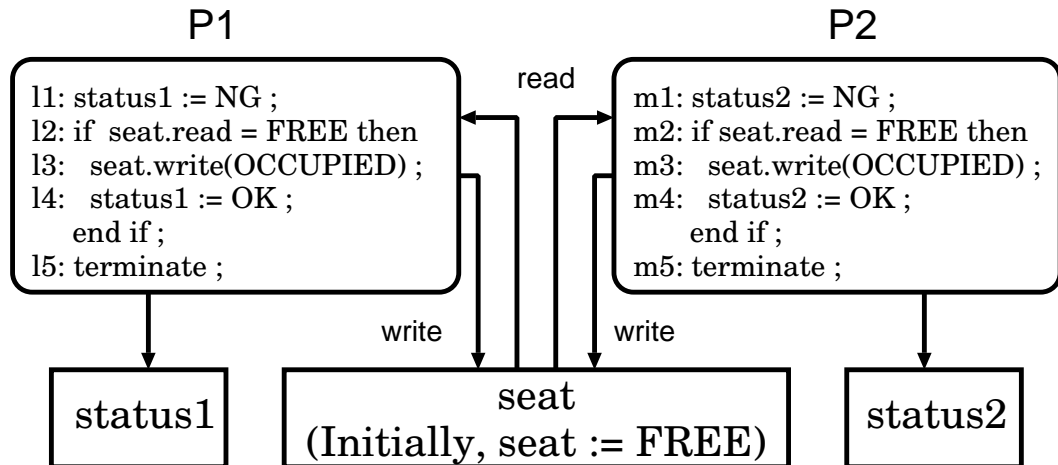 P1
l1: status1 := NG ;
l2: if seat.read = FREE then
l3: seat.write(OCCUPIED) ;
l4: status1 := OK ;
end if ;
l5: terminate ;
read
P2
m1: status2 := NG ;
m2: if seat.read = FREE then
m3: seat.write(OCCUPIED) ;
m4: status2 := OK ;
end if ;
m5: terminate ;
write
write
status1
seat
(Initially, seat := FREE)
status2